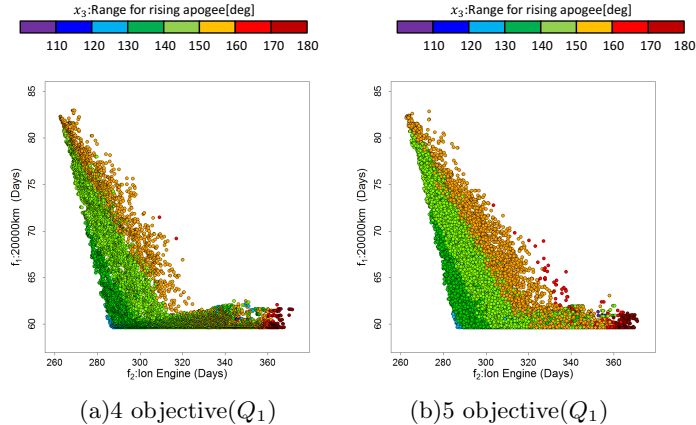 x₃:Range for rising apogee[deg]
110 120 130 140 150 160 170 180
x₃:Range for rising apogee[deg]
110 120 130 140 150 160 170 180
f₁:20000km (Days)
85
80
75
70
65
60
260 280 300 320 340 360
f₂:Ion Engine (Days)
f₁:20000km (Days)
85
80
75
70
65
60
260 280 300 320 340 360
f₂:Ion Engine (Days)
(a)4 objective(Q₁)
(b)5 objective(Q₁)